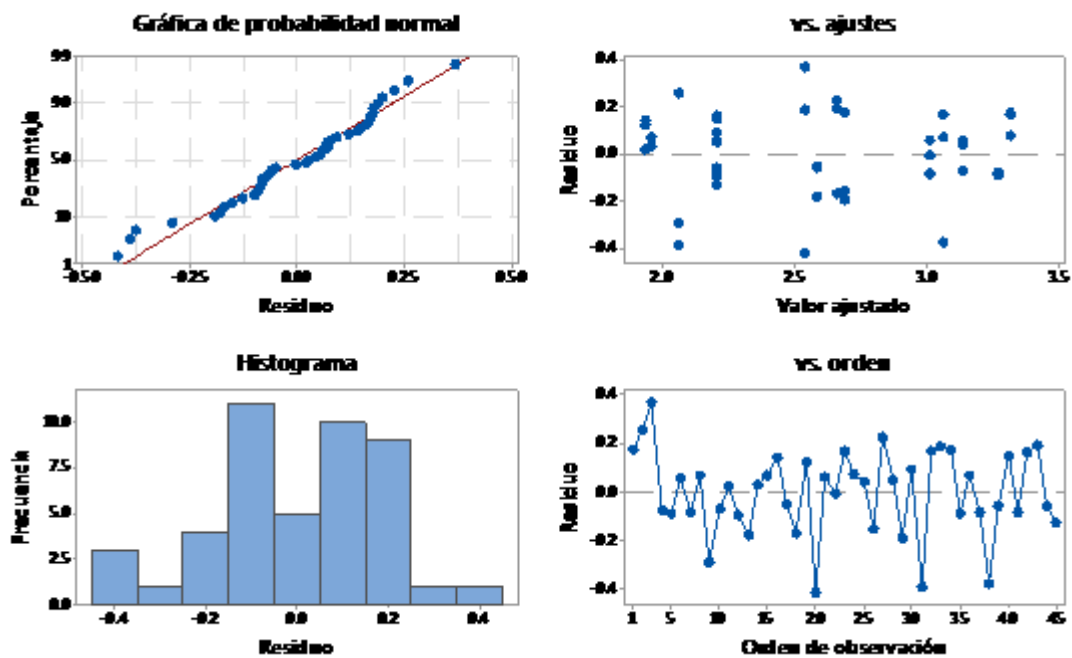 Gráfica de probabilidad normal
99
90
50
10
1
Porcentaje
-0.50 -0.25 0.00 0.25 0.50
Residuo
vs. ajustes
0.4
0.2
0.0
-0.2
-0.4
Residuo
2.0 2.5 3.0 3.5
Valor ajustado
Histograma
10.0
7.5
5.0
2.5
0.0
Frecuencia
-0.4 -0.2 0.0 0.2 0.4
Residuo
vs. orden
0.4
0.2
0.0
-0.2
-0.4
Residuo
1 5 10 15 20 25 30 35 40 45
Orden de observación